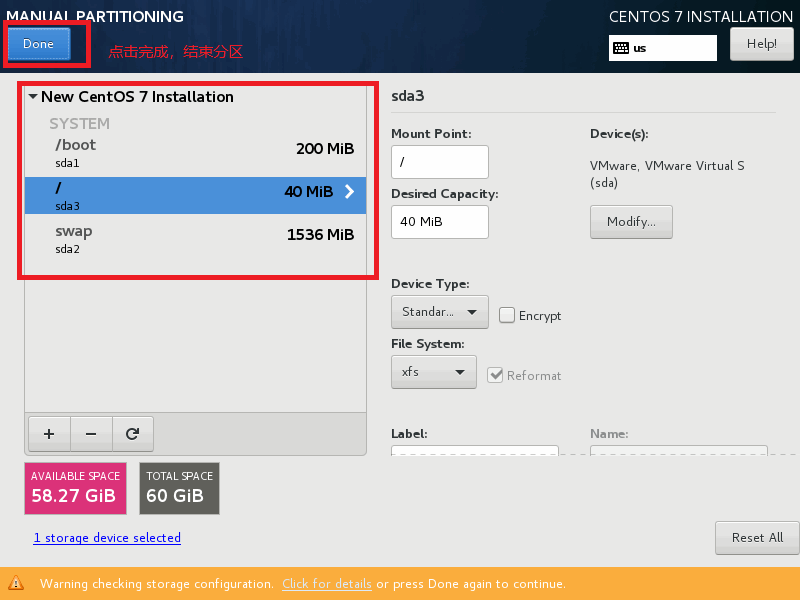 MANUAL PARTITIONING
CENTOS 7 INSTALLATION
Done
点击完成，结束分区
us
Help!
New CentOS 7 Installation
SYSTEM
/boot
200 MiB
sda1
/
40 MiB
sda3
swap
1536 MiB
sda2
sda3
Mount Point:
/
Desired Capacity:
40 MiB
Device(s):
VMware, VMware Virtual S
(sda)
Modify...
Device Type:
Standar...
Encrypt
File System:
xfs
Reformat
Label:
Name:
+ −
AVAILABLE SPACE
58.27 GiB
TOTAL SPACE
60 GiB
1 storage device selected
Reset All
Warning checking storage configuration. Click for details or press Done again to continue.